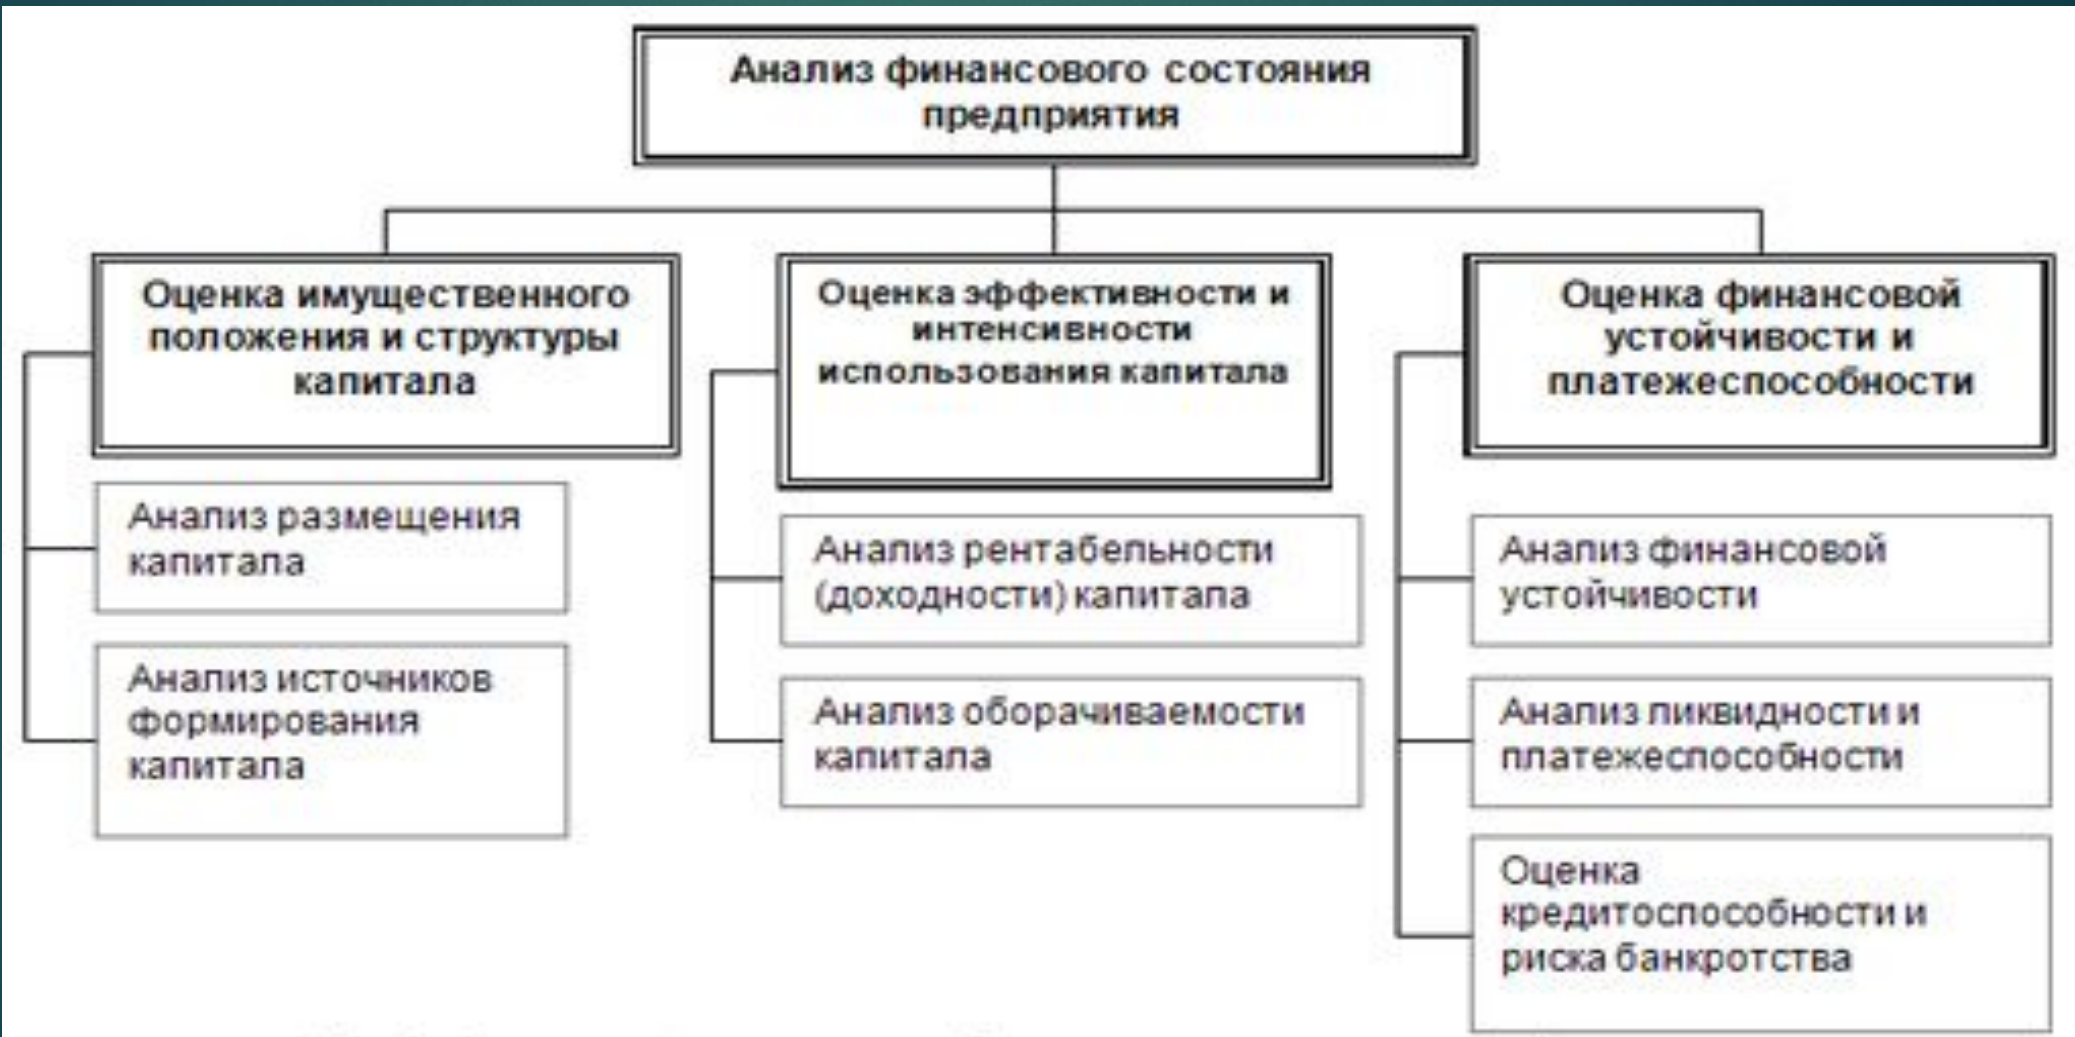 Анализ финансового состояния
предприятия
Оценка имущественного
положения и структуры
капитала
Анализ размещения
капитала
Анализ источников
формирования
капитала
Оценка эффективности и
интенсивности
использования капитала
Анализ рентабельности
(доходности) капитала
Анализ оборачиваемости
капитала
Оценка финансовой
устойчивости и
платежеспособности
Анализ финансовой
устойчивости
Анализ ликвидности и
платежеспособности
Оценка
кредитоспособности и
риска банкротства